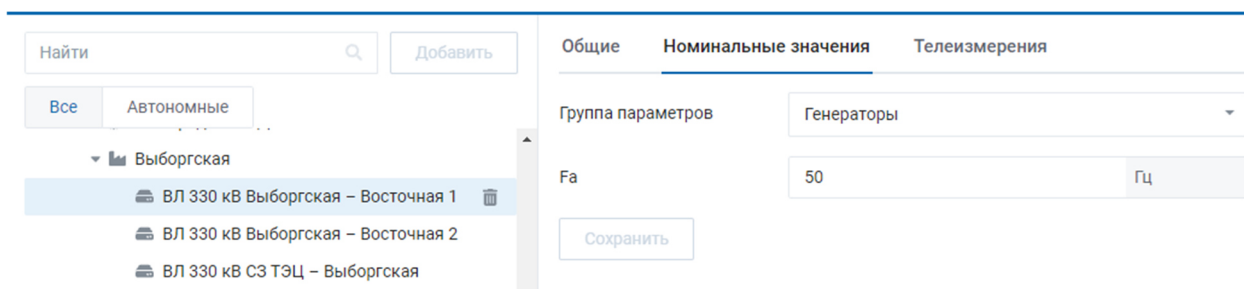 Найти
Добавить
Все
Автономные
Выборгская
ВЛ 330 кВ Выборгская – Восточная 1
ВЛ 330 кВ Выборгская – Восточная 2
ВЛ 330 кВ СЗ ТЭЦ – Выборгская
Общие
Номинальные значения
Телеизмерения
Группа параметров
Генераторы
Fa
50
Гц
Сохранить